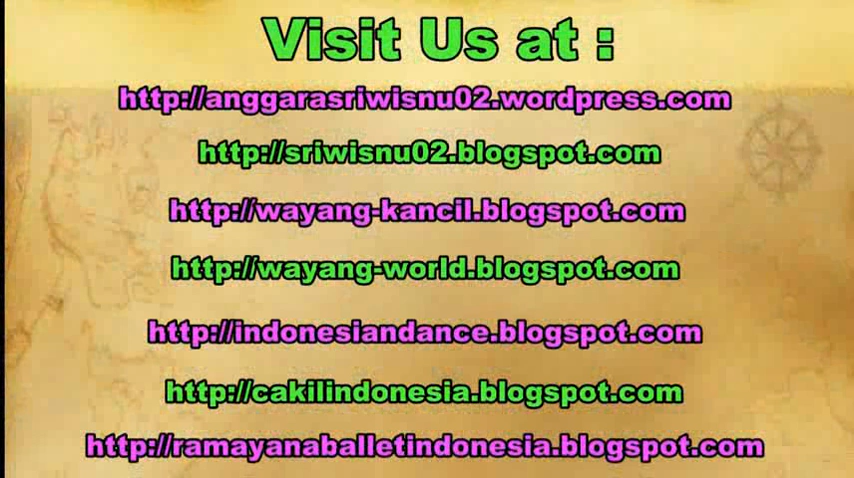 Visit Us at :
http://anggarasriwisnu02.wordpress.com
http://sriwisnu02.blogspot.com
http://wayang-kancil.blogspot.com
http://wayang-world.blogspot.com
http://indonesiandance.blogspot.com
http://cakilindonesia.blogspot.com
http://ramayanaballetindonesia.blogspot.com